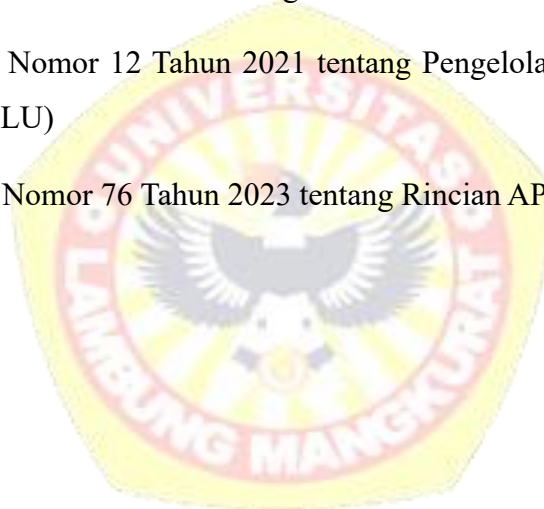 Nomor 12 Tahun 2021 tentang Pengelola
LU)
Nomor 76 Tahun 2023 tentang Rincian AP
UNIVERSITAS
LAMBUNG MANGKURAT